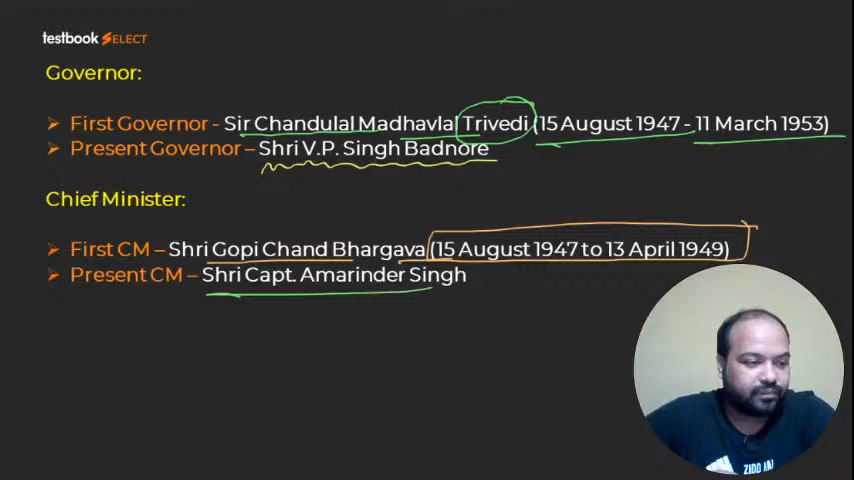 testbook SELECT
Governor:
➤ First Governor - Sir Chandulal Madhavlal Trivedi (15 August 1947 - 11 March 1953)
➤ Present Governor – Shri V.P. Singh Badnore
Chief Minister:
➤ First CM – Shri Gopi Chand Bhargava (15 August 1947 to 13 April 1949)
➤ Present CM – Shri Capt. Amarinder Singh